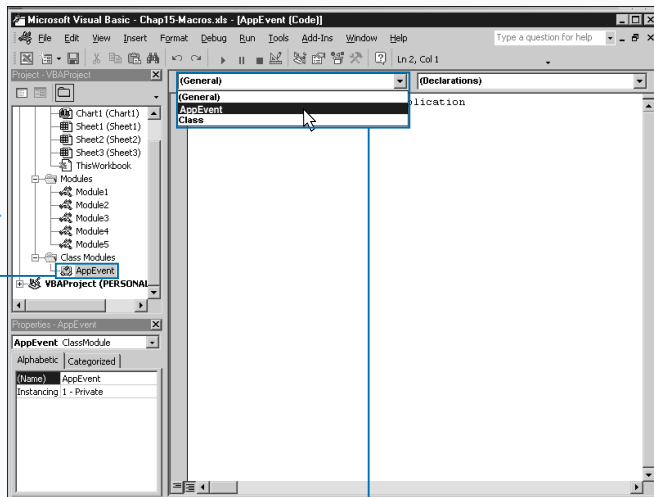 Microsoft Visual Basic - Chap15-Macros.xls - [AppEvent (Code)]
File Edit View Insert Format Debug Run Tools Add-Ins Window Help
Type a question for help
Ln 2, Col 1
Project - VBAProject
Chart1 (Chart1)
Sheet1 (Sheet1)
Sheet2 (Sheet2)
Sheet3 (Sheet3)
ThisWorkbook
Modules
Module1
Module2
Module3
Module4
Module5
Class Modules
AppEvent
VBAProject (PERSONAL
Properties - AppEvent
AppEvent ClassModule
Alphabetic Categorized
(Name) AppEvent
Instancing 1 - Private
(General)
(Declarations)
(General)
AppEvent
Class
plication